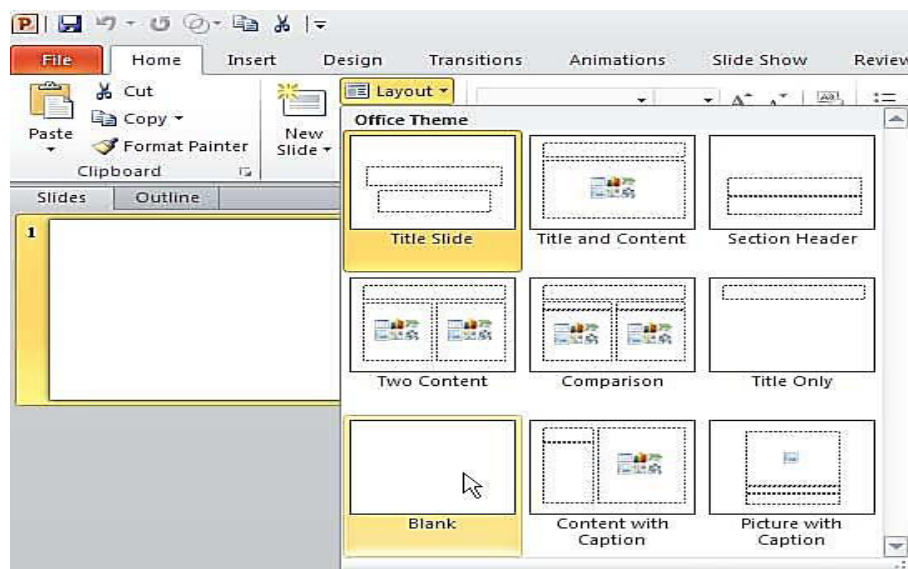 P
File Home Insert Design Transitions Animations Slide Show Review
Cut
Copy
Format Painter
Paste
Clipboard
New
Slide
Layout
Slides Outline
1
Office Theme
Title Slide Title and Content Section Header
Two Content Comparison Title Only
Blank Content with
Caption Picture with
Caption